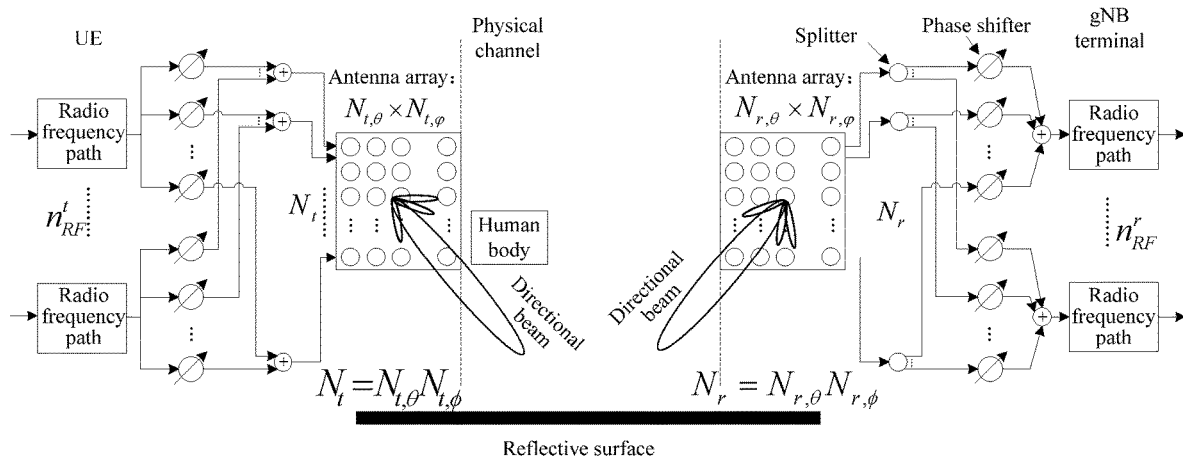 UE
Radio
frequency
path
n^t_{RF}
Radio
frequency
path
Physical
channel
Antenna array:
N_{t,θ} × N_{t,φ}
N_t
Human
body
Directional
beam
N_t = N_{t,θ} N_{t,ϕ}
Antenna array:
N_{r,θ} × N_{r,φ}
Directional
beam
N_r = N_{r,θ} N_{r,ϕ}
Splitter
Phase shifter
N_r
gNB
terminal
Radio
frequency
path
n^r_{RF}
Radio
frequency
path
Reflective surface